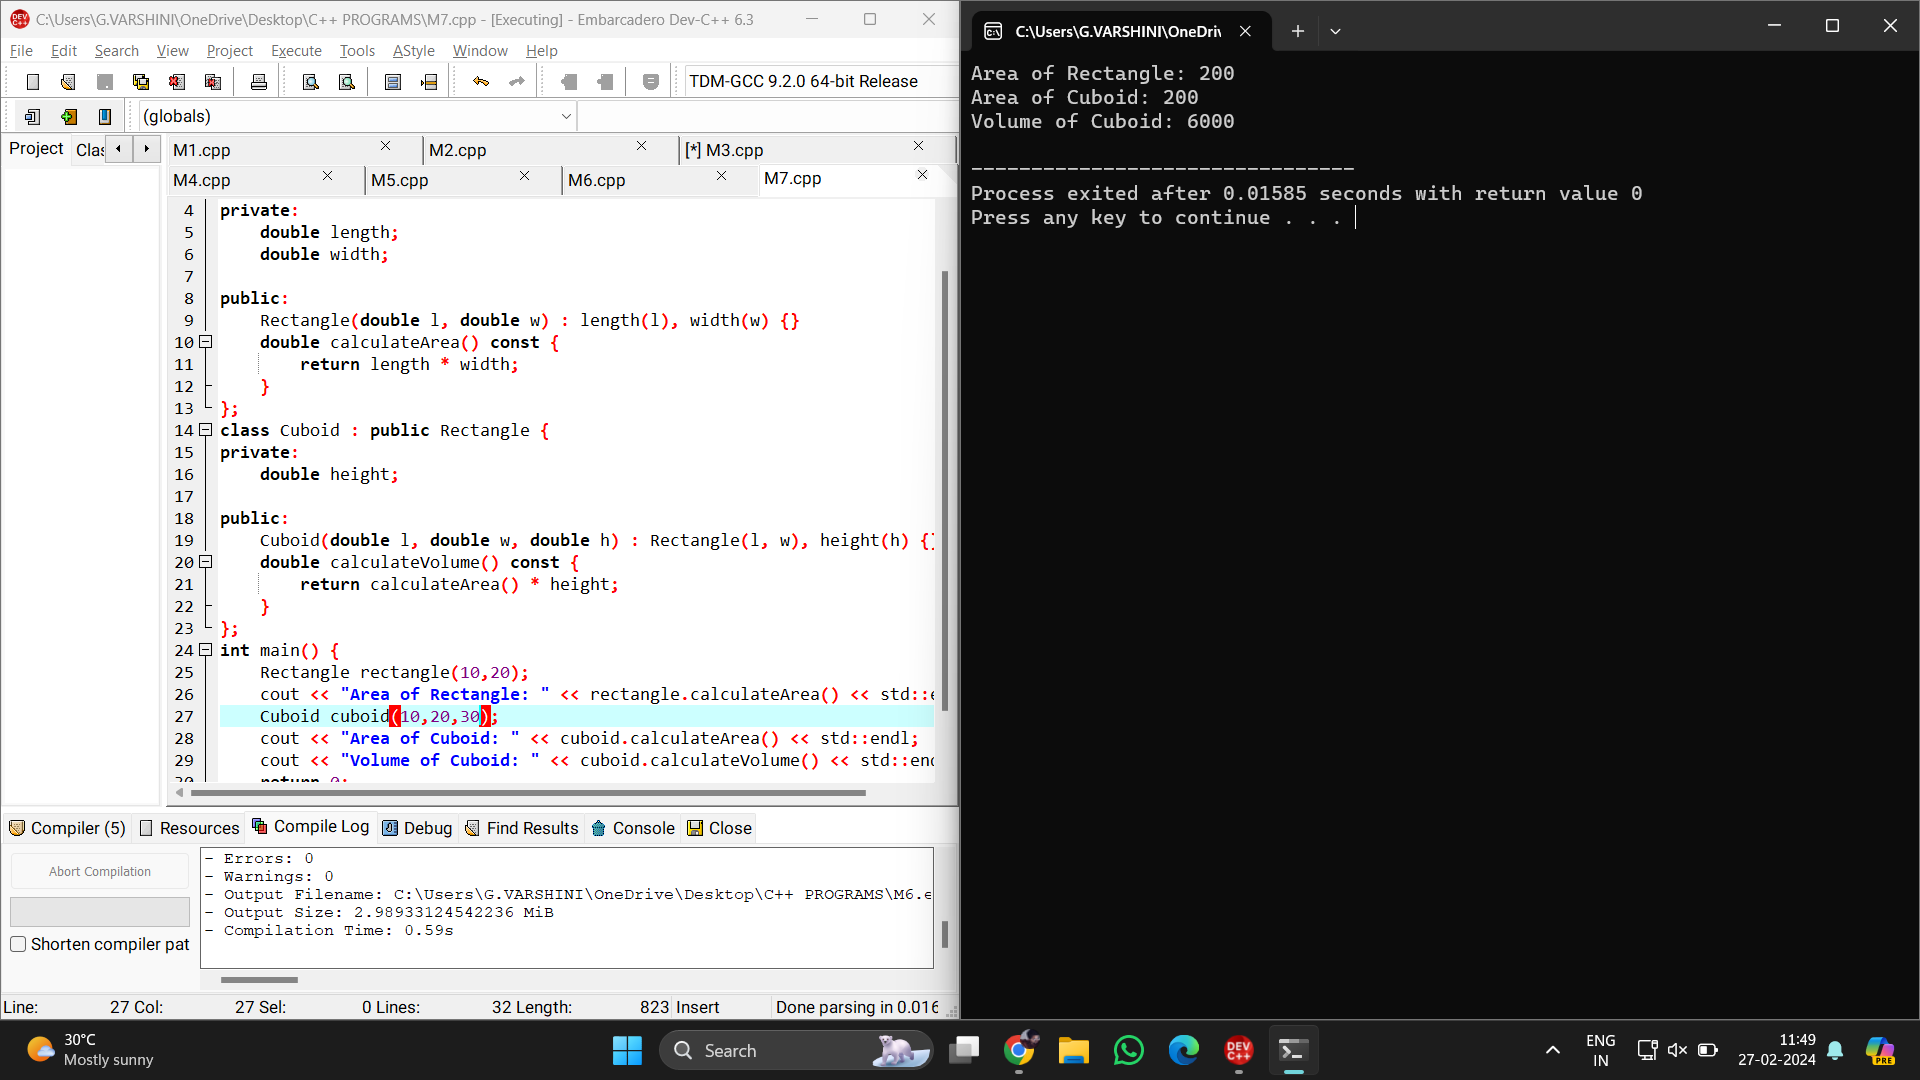 C:\Users\G.VARSHINI\OneDrive\Desktop\C++ PROGRAMS\M7.cpp - [Executing] - Embarcadero Dev-C++ 6.3
File Edit Search View Project Execute Tools AStyle Window Help
TDM-GCC 9.2.0 64-bit Release
(globals)
Project Clas
M1.cpp M2.cpp [*] M3.cpp
M4.cpp M5.cpp M6.cpp M7.cpp
4 private:
5 double length;
6 double width;
7
8 public:
9 Rectangle(double l, double w) : length(l), width(w) {}
10 double calculateArea() const {
11 return length * width;
12 }
13 };
14 class Cuboid : public Rectangle {
15 private:
16 double height;
17
18 public:
19 Cuboid(double l, double w, double h) : Rectangle(l, w), height(h) {}
20 double calculateVolume() const {
21 return calculateArea() * height;
22 }
23 };
24 int main() {
25 Rectangle rectangle(10,20);
26 cout << "Area of Rectangle: " << rectangle.calculateArea() << std::e
27 Cuboid cuboid(10,20,30);
28 cout << "Area of Cuboid: " << cuboid.calculateArea() << std::endl;
29 cout << "Volume of Cuboid: " << cuboid.calculateVolume() << std::end
30 return 0;
Compiler (5) Resources Compile Log Debug Find Results Console Close
Abort Compilation
Shorten compiler pat
- Errors: 0
- Warnings: 0
- Output Filename: C:\Users\G.VARSHINI\OneDrive\Desktop\C++ PROGRAMS\M6.e
- Output Size: 2.98933124542236 MiB
- Compilation Time: 0.59s
Line: 27 Col: 27 Sel: 0 Lines: 32 Length: 823 Insert Done parsing in 0.016
C:\Users\G.VARSHINI\OneDriv
Area of Rectangle: 200
Area of Cuboid: 200
Volume of Cuboid: 6000
--------------------------------
Process exited after 0.01585 seconds with return value 0
Press any key to continue . . .
30°C
Mostly sunny
Search
DEV C++
ENG
IN
11:49
27-02-2024
PRE